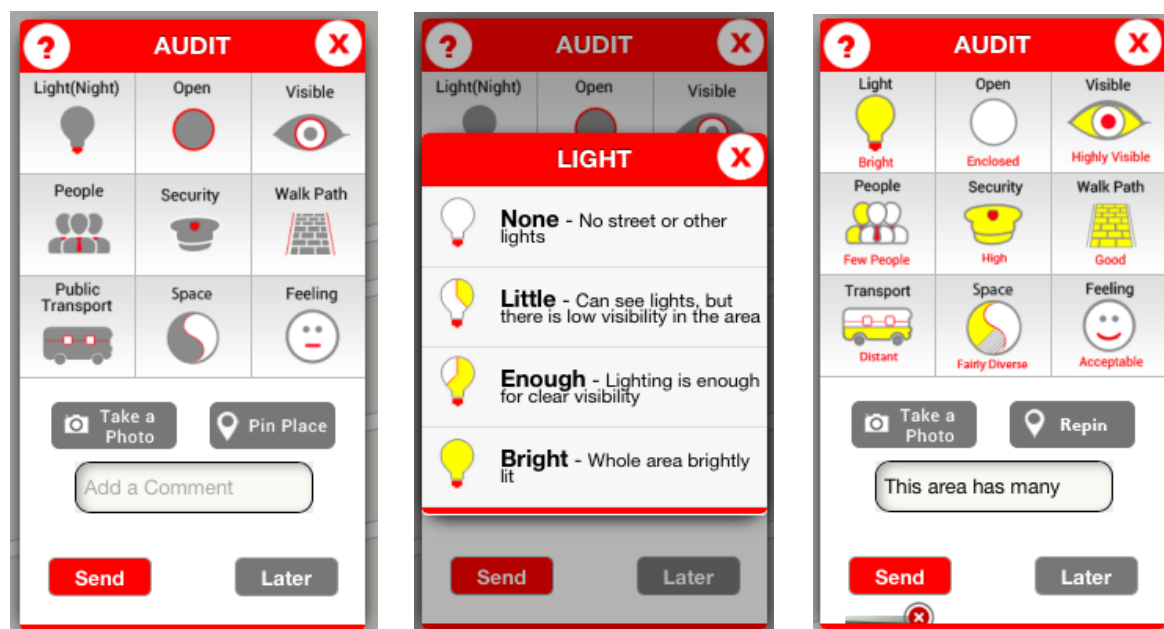 ?
AUDIT
X
Light(Night)
Open
Visible
People
Security
Walk Path
Public
Transport
Space
Feeling
Take a
Photo
Pin Place
Add a Comment
Send
Later
?
AUDIT
X
Light(Night)
Open
Visible
LIGHT
X
None - No street or other
lights
Little - Can see lights, but
there is low visibility in the area
Enough - Lighting is enough
for clear visibility
Bright - Whole area brightly
lit
Send
Later
?
AUDIT
X
Light
Open
Visible
Bright
Enclosed
Highly Visible
People
Security
Walk Path
Few People
High
Good
Transport
Space
Feeling
Distant
Fairly Diverse
Acceptable
Take a
Photo
Repin
This area has many
Send
Later